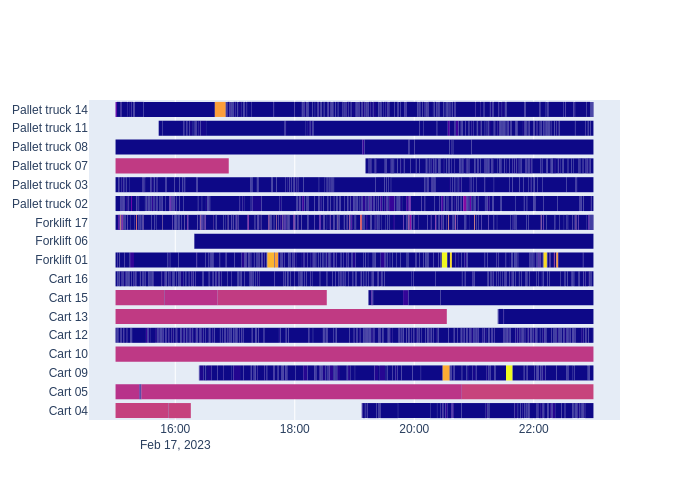 Pallet truck 14
Pallet truck 11
Pallet truck 08
Pallet truck 07
Pallet truck 03
Pallet truck 02
Forklift 17
Forklift 06
Forklift 01
Cart 16
Cart 15
Cart 13
Cart 12
Cart 10
Cart 09
Cart 05
Cart 04
16:00 18:00 20:00 22:00
Feb 17, 2023